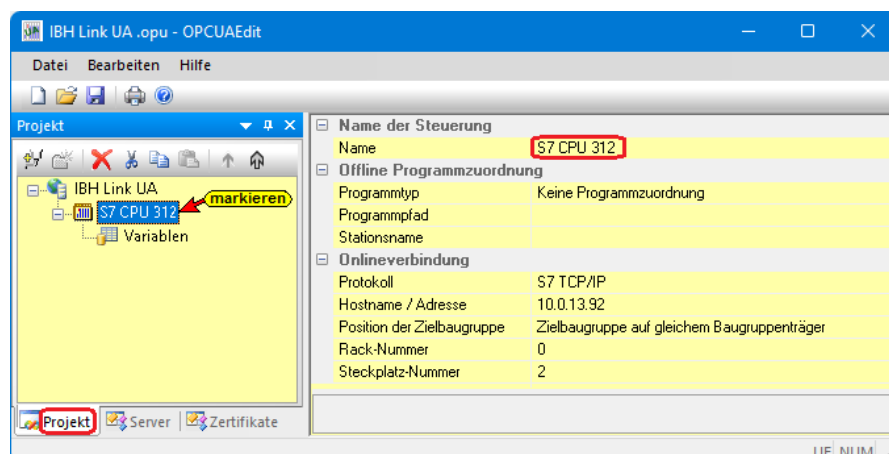 IBH Link UA .opu - OPCUAEdit
Datei Bearbeiten Hilfe
Projekt
IBH Link UA
S7 CPU 312
markieren
Variablen
Projekt Server Zertifikate
Name der Steuerung
Name S7 CPU 312
Offline Programmzuordnung
Programmtyp Keine Programmzuordnung
Programmpfad
Stationsname
Onlineverbindung
Protokoll S7 TCP/IP
Hostname / Adresse 10.0.13.92
Position der Zielbaugruppe Zielbaugruppe auf gleichem Baugruppenträger
Rack-Nummer 0
Steckplatz-Nummer 2
NUM